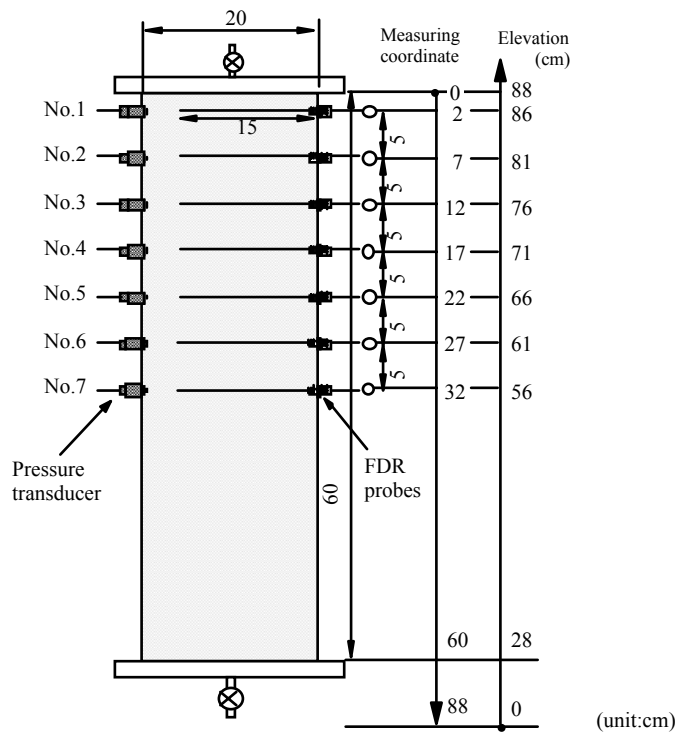 20
Measuring
coordinate
Elevation
(cm)
0 88
No.1 15 2 86
5
No.2 7 81
5
No.3 12 76
5
No.4 17 71
5
No.5 22 66
5
No.6 27 61
5
No.7 32 56
Pressure
transducer
FDR
probes
60
60 28
88 0
(unit:cm)